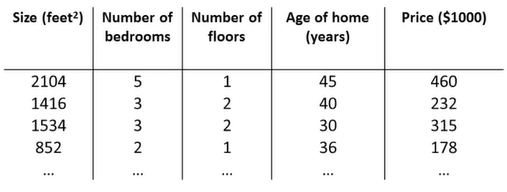 Size (feet²) Number of bedrooms Number of floors Age of home (years) Price ($1000)
2104 5 1 45 460
1416 3 2 40 232
1534 3 2 30 315
852 2 1 36 178
... ... ... ... ...